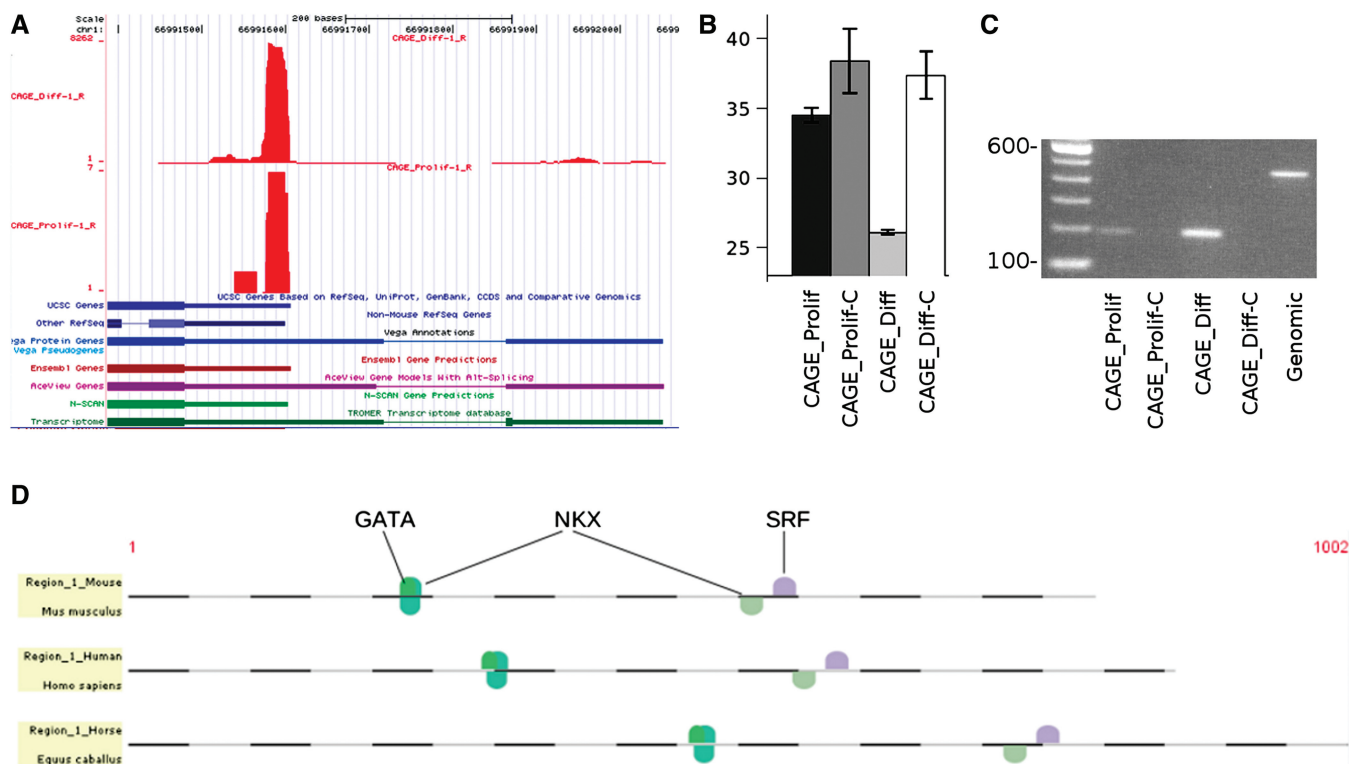 A
Scale
200 bases
chr1:
66991500
66991600
66991700
66991800
66991900
66992000
6699
8262
CAGE_Diff-1_R
CAGE_Diff-1_R
1
7
CAGE_Prolif-1_R
CAGE_Prolif-1_R
1
UCSC Genes Based on RefSeq, UniProt, GenBank, CCDS and Comparative Genomics
UCSC Genes
Non-Mouse RefSeq Genes
Other RefSeq
Vega Annotations
ega Protein Genes
Vega Pseudogenes
Ensembl Gene Predictions
Ensembl Genes
AceView Gene Models With Alt-Splicing
AceView Genes
N-SCAN Gene Predictions
N-SCAN
TROMER Transcriptome database
Transcriptome
B
40
35
30
25
CAGE_Prolif
CAGE_Prolif-C
CAGE_Diff
CAGE_Diff-C
C
600-
100-
CAGE_Prolif
CAGE_Prolif-C
CAGE_Diff
CAGE_Diff-C
Genomic
D
GATA
NKX
SRF
1
1002
Region_1_Mouse
Mus musculus
Region_1_Human
Homo sapiens
Region_1_Horse
Equus caballus